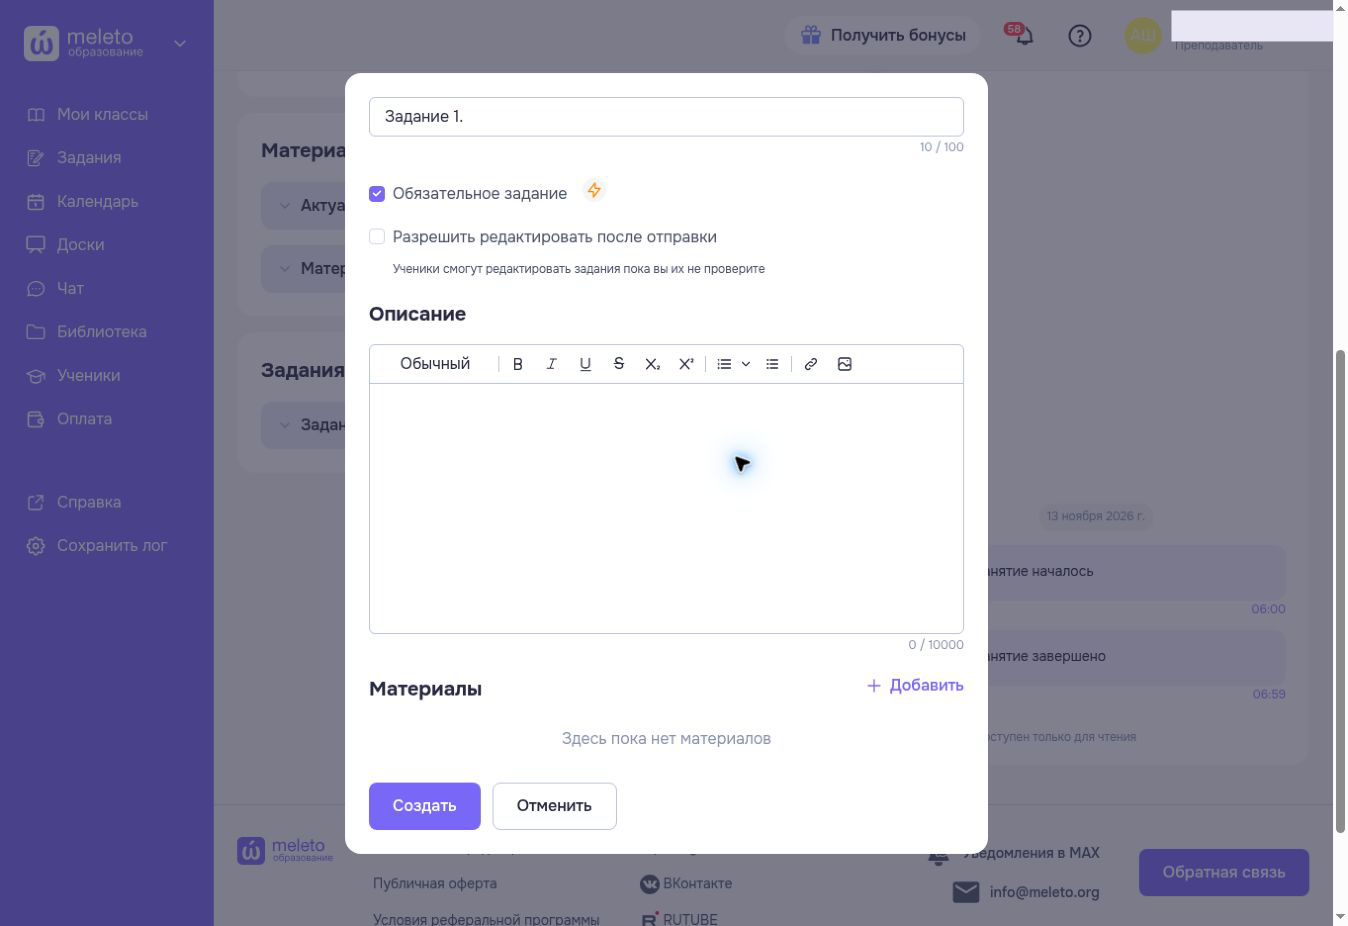 meleto
образование
Мои классы
Задания
Календарь
Доски
Чат
Библиотека
Ученики
Оплата
Справка
Сохранить лог
Получить бонусы
58
АШ
Преподаватель
Материа
Актуа
Матер
Задания
Задан
Задание 1.
10 / 100
Обязательное задание
Разрешить редактировать после отправки
Ученики смогут редактировать задания пока вы их не проверите
Описание
Обычный
0 / 10000
Материалы
Добавить
Здесь пока нет материалов
Создать
Отменить
13 ноября 2026 г.
анятие началось
06:00
анятие завершено
06:59
оступен только для чтения
meleto
образование
Публичная оферта
Условия реферальной программы
ВКонтакте
RUTUBE
Уведомления в MAX
info@meleto.org
Обратная связь